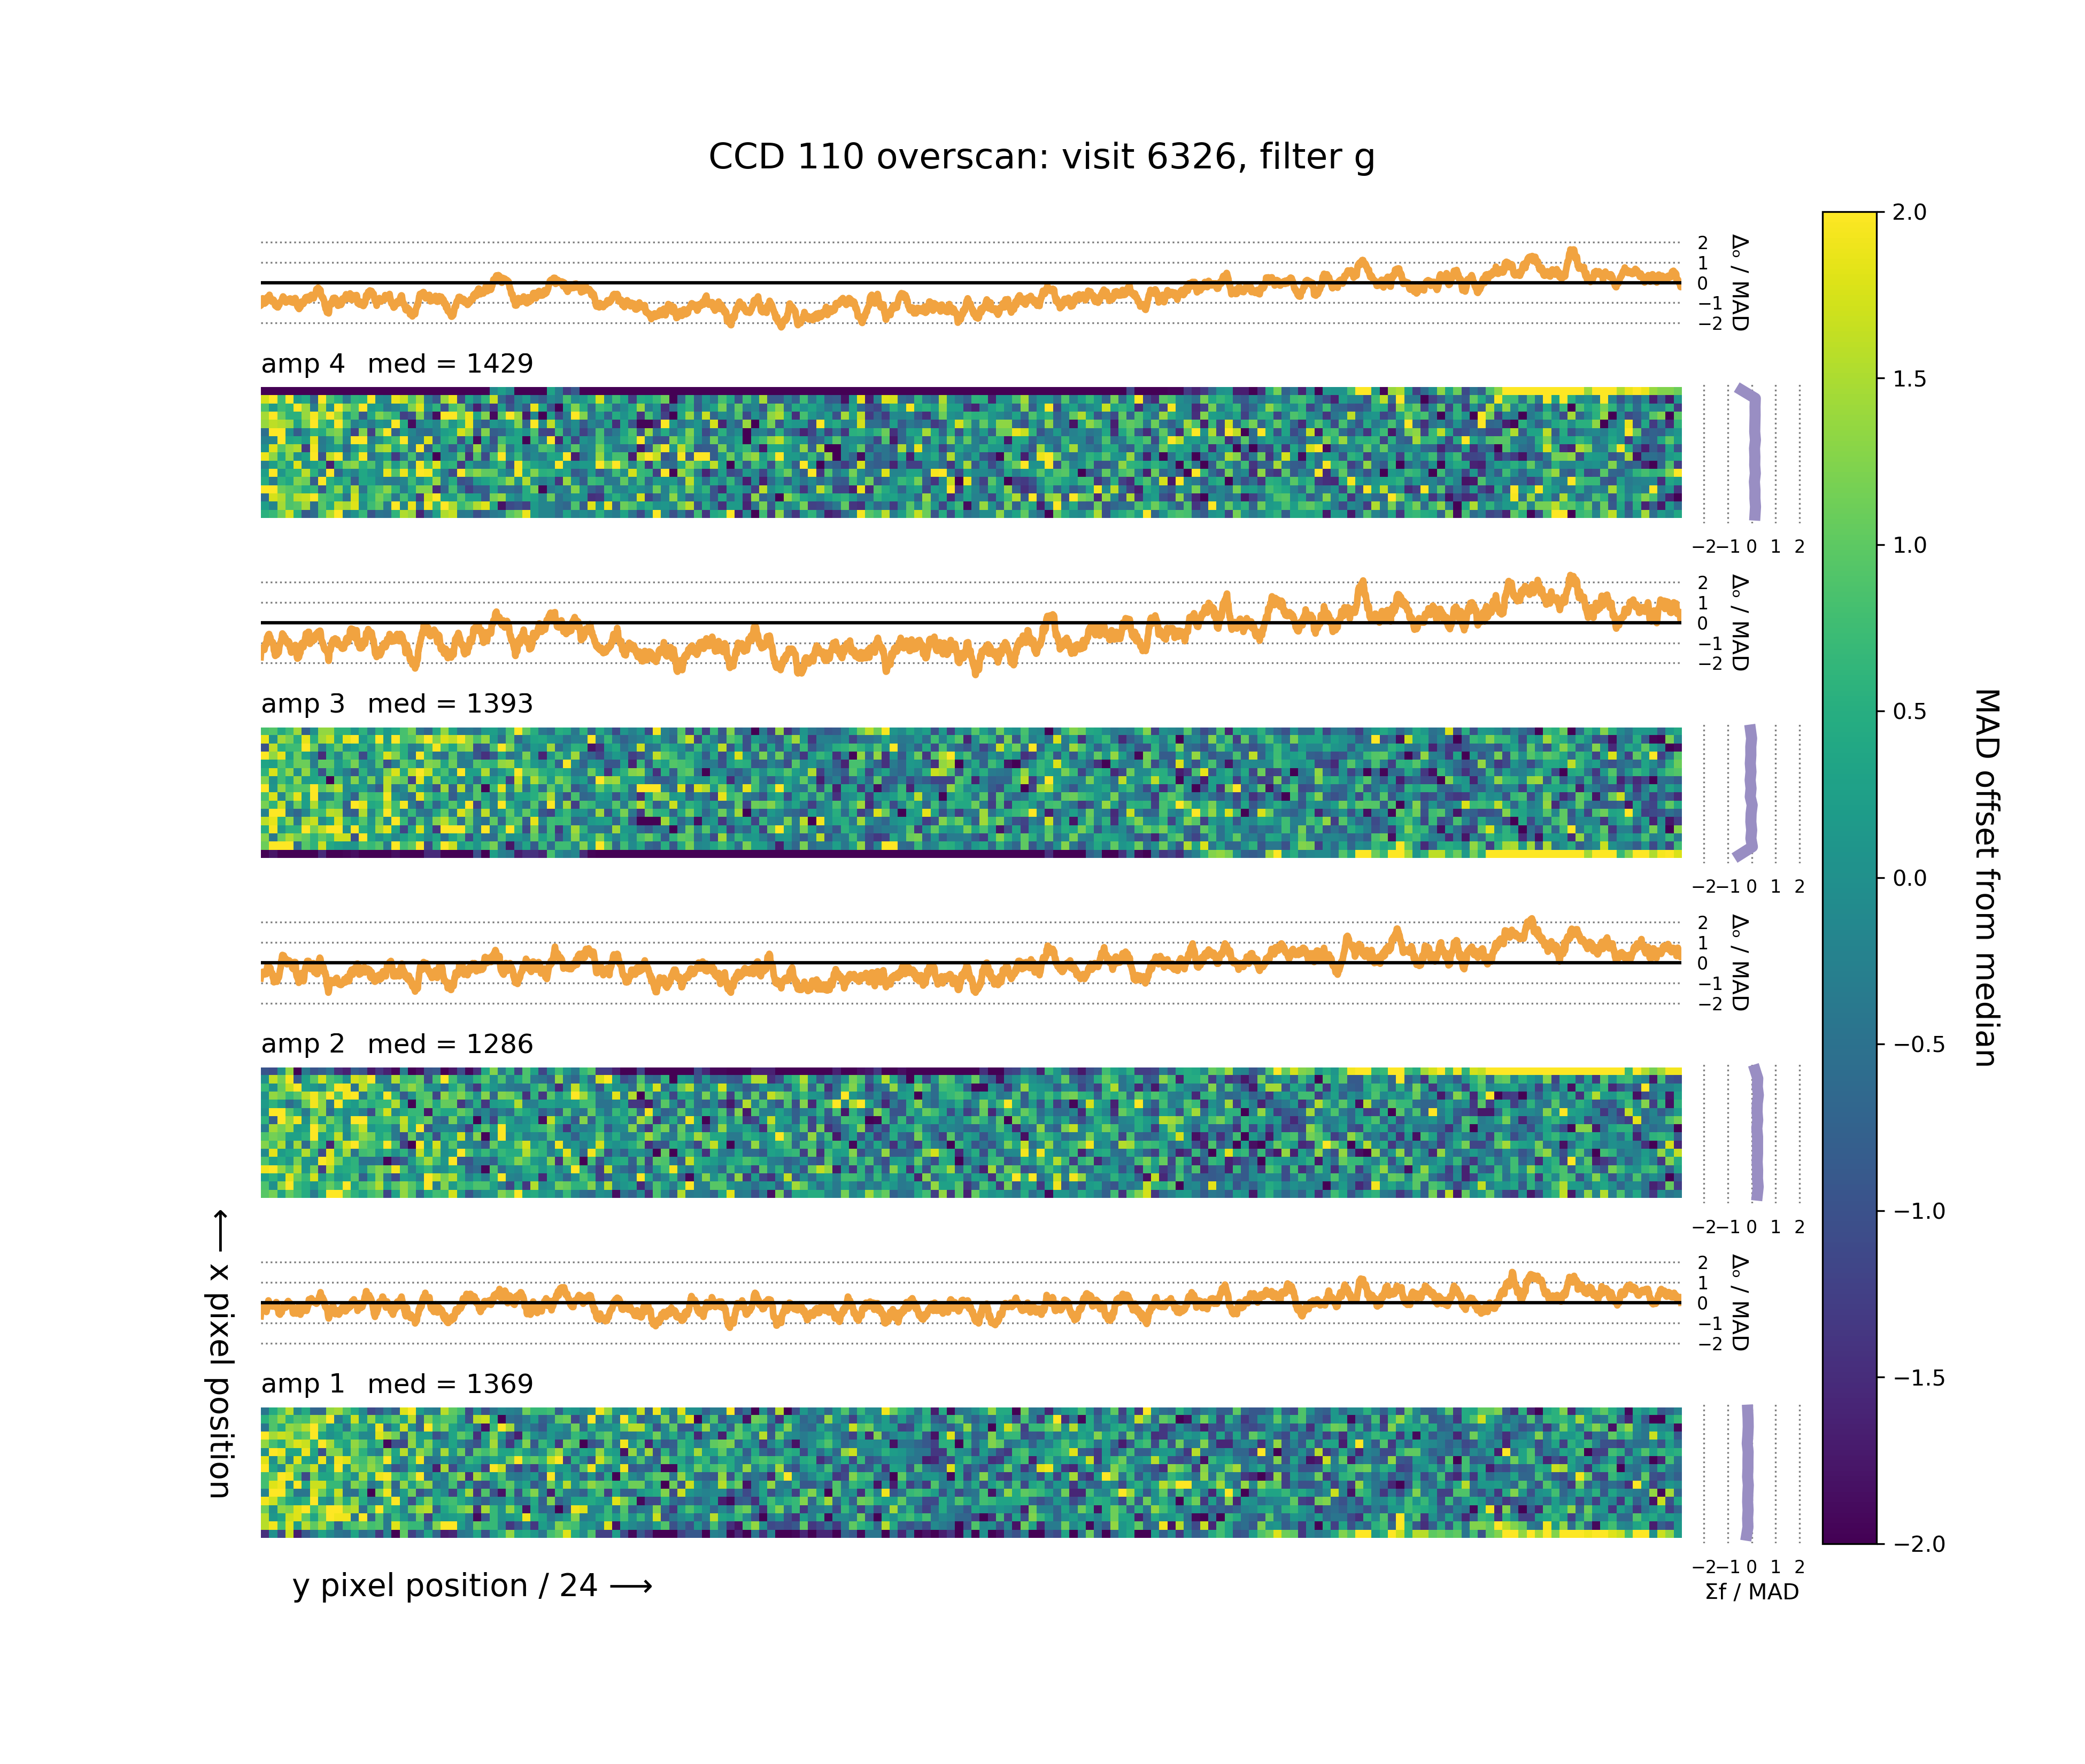 CCD 110 overscan: visit 6326, filter g
2
1
0
−1
−2
Δₒ / MAD
amp 4 med = 1429
−2 −1 0 1 2
2
1
0
−1
−2
Δₒ / MAD
amp 3 med = 1393
−2 −1 0 1 2
2
1
0
−1
−2
Δₒ / MAD
amp 2 med = 1286
−2 −1 0 1 2
2
1
0
−1
−2
Δₒ / MAD
amp 1 med = 1369
−2 −1 0 1 2
Σf / MAD
y pixel position / 24 ⟶
⟵ x pixel position
2.0
1.5
1.0
0.5
0.0
−0.5
−1.0
−1.5
−2.0
MAD offset from median